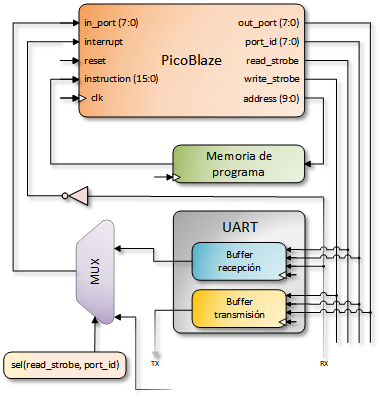 in_port (7:0)
out_port (7:0)
interrupt
port_id (7:0)
reset
PicoBlaze
read_strobe
instruction (15:0)
write_strobe
clk
address (9:0)
Memoria de
programa
UART
Buffer
recepción
MUX
Buffer
transmisión
sel(read_strobe, port_id)
TX
RX